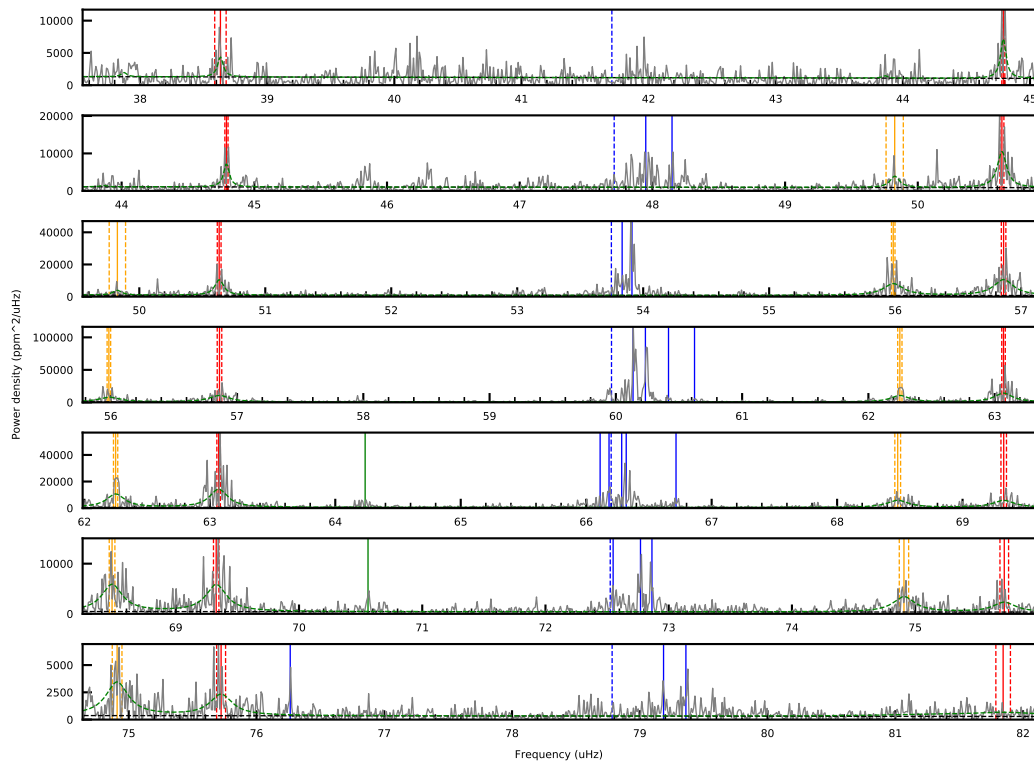 10000
5000
0
38 39 40 41 42 43 44 45
20000
10000
0
44 45 46 47 48 49 50
40000
20000
0
50 51 52 53 54 55 56 57
100000
50000
0
56 57 58 59 60 61 62 63
40000
20000
0
62 63 64 65 66 67 68 69
10000
0
69 70 71 72 73 74 75
5000
2500
0
75 76 77 78 79 80 81 82
Power density (ppm^2/uHz)
Frequency (uHz)